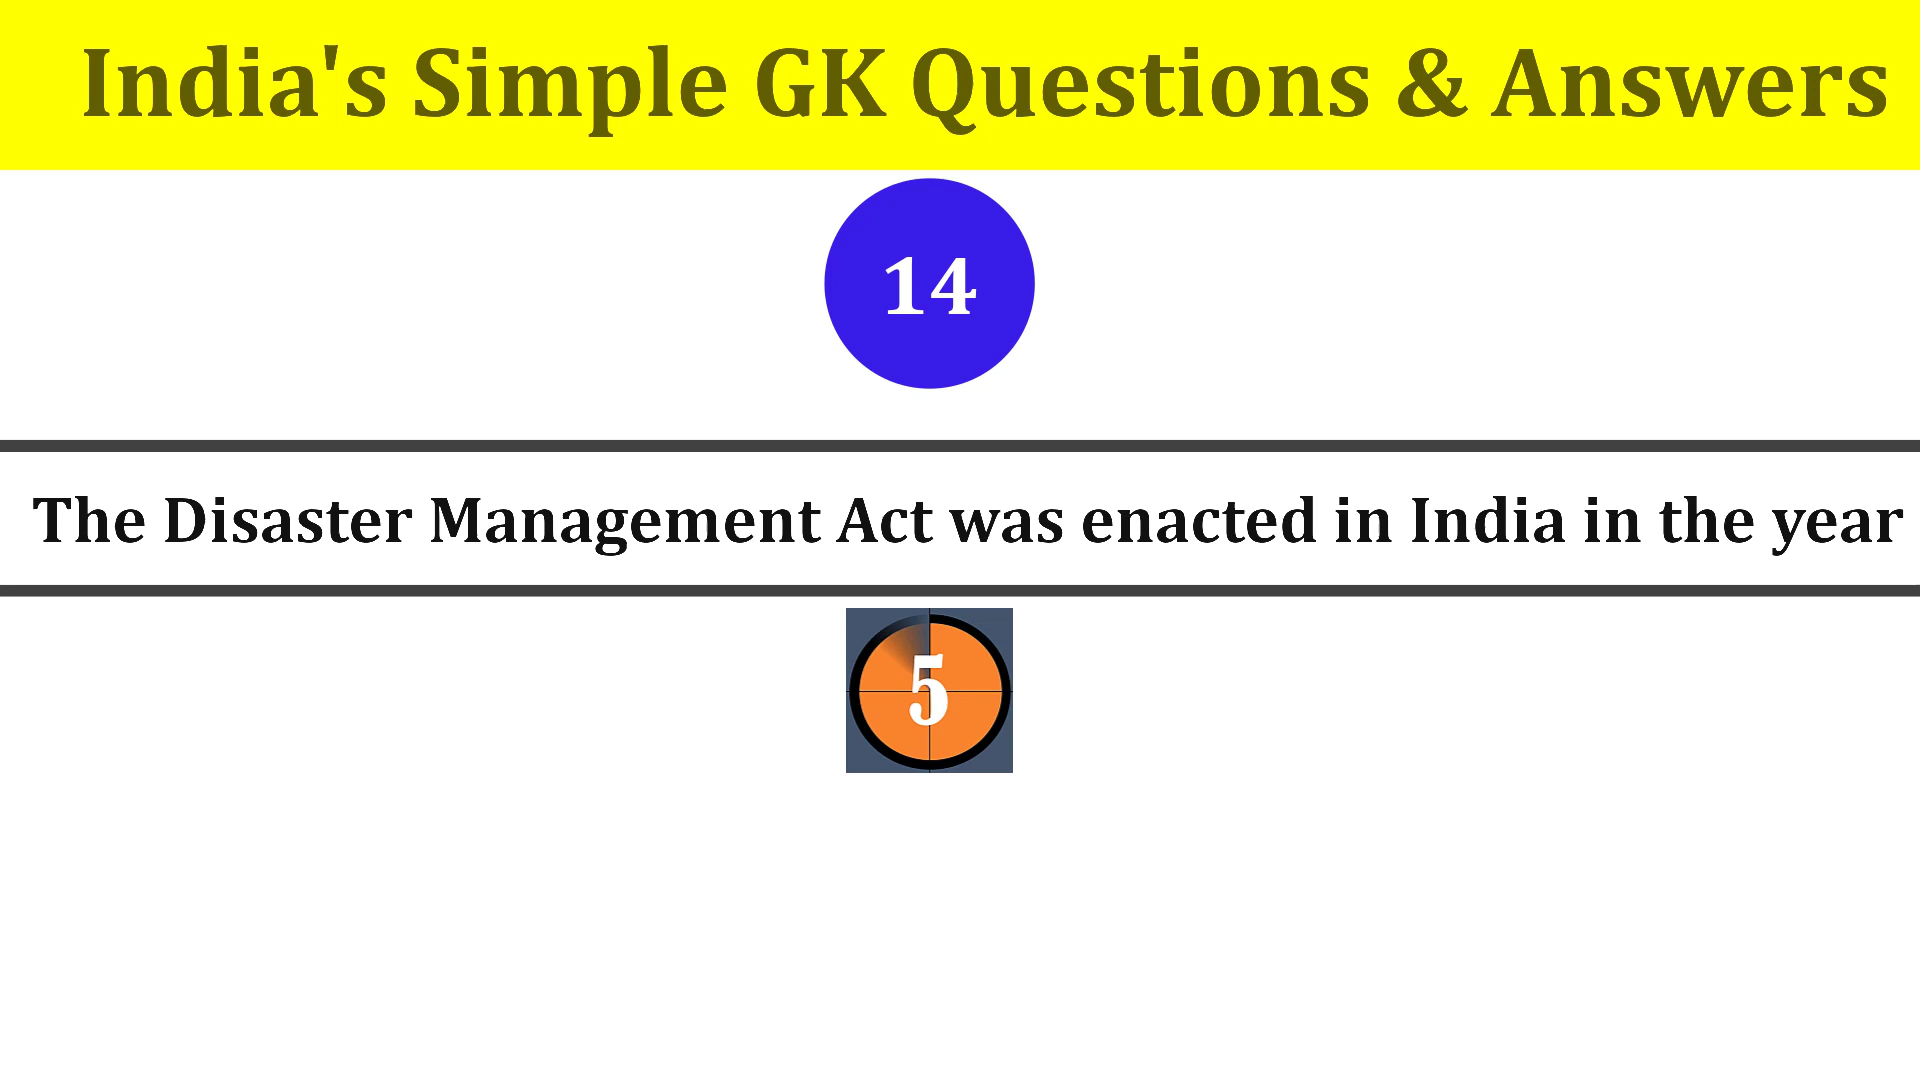 India's Simple GK Questions & Answers
14
The Disaster Management Act was enacted in India in the year
5